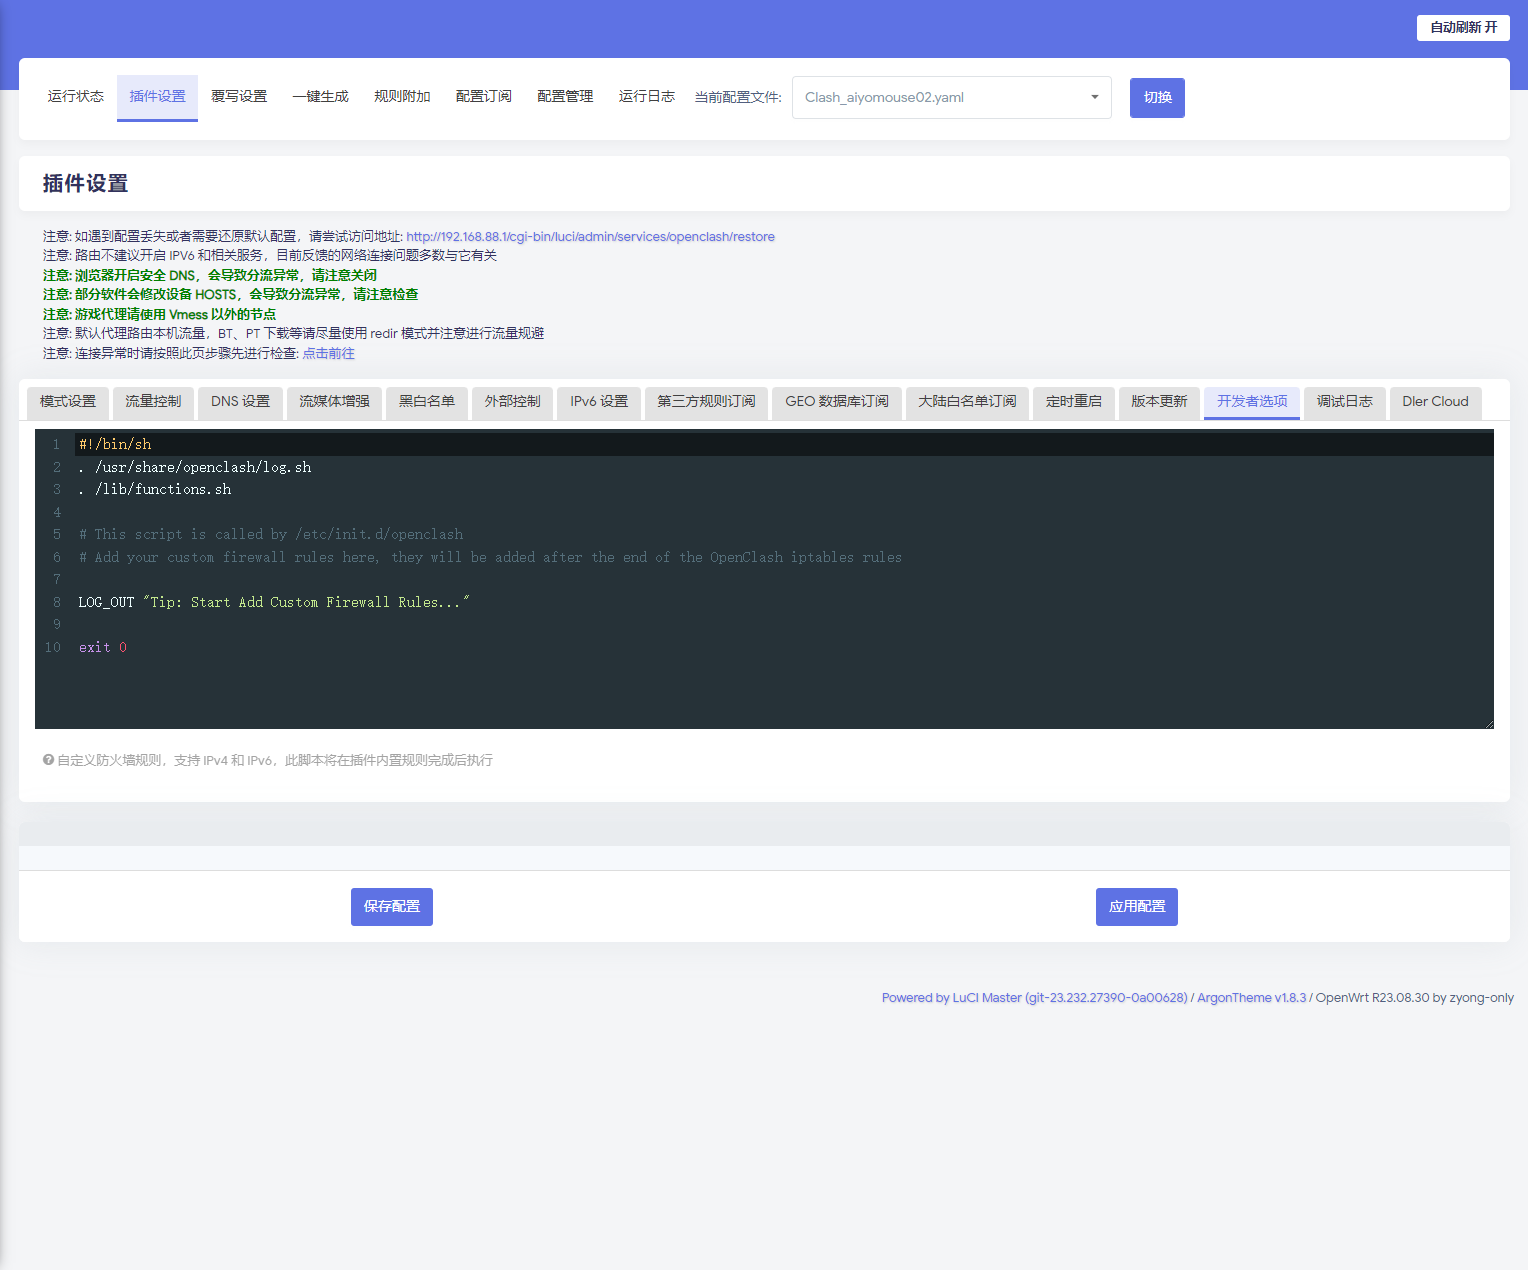 自动刷新 开
运行状态 插件设置 覆写设置 一键生成 规则附加 配置订阅 配置管理 运行日志 当前配置文件: Clash_aiyomouse02.yaml 切换
插件设置
注意: 如遇到配置丢失或者需要还原默认配置，请尝试访问地址: http://192.168.88.1/cgi-bin/luci/admin/services/openclash/restore
注意: 路由不建议开启 IPV6 和相关服务，目前反馈的网络连接问题多数与它有关
注意: 浏览器开启安全 DNS，会导致分流异常，请注意关闭
注意: 部分软件会修改设备 HOSTS，会导致分流异常，请注意检查
注意: 游戏代理请使用 Vmess 以外的节点
注意: 默认代理路由本机流量，BT、PT 下载等请尽量使用 redir 模式并注意进行流量规避
注意: 连接异常时请按照此页步骤先进行检查: 点击前往
模式设置 流量控制 DNS 设置 流媒体增强 黑白名单 外部控制 IPv6 设置 第三方规则订阅 GEO 数据库订阅 大陆白名单订阅 定时重启 版本更新 开发者选项 调试日志 Dler Cloud
1 #!/bin/sh
2 . /usr/share/openclash/log.sh
3 . /lib/functions.sh
4
5 # This script is called by /etc/init.d/openclash
6 # Add your custom firewall rules here, they will be added after the end of the OpenClash iptables rules
7
8 LOG_OUT "Tip: Start Add Custom Firewall Rules..."
9
10 exit 0
自定义防火墙规则，支持 IPv4 和 IPv6，此脚本将在插件内置规则完成后执行
保存配置 应用配置
Powered by LuCI Master (git-23.232.27390-0a00628) / ArgonTheme v1.8.3 / OpenWrt R23.08.30 by zyong-only